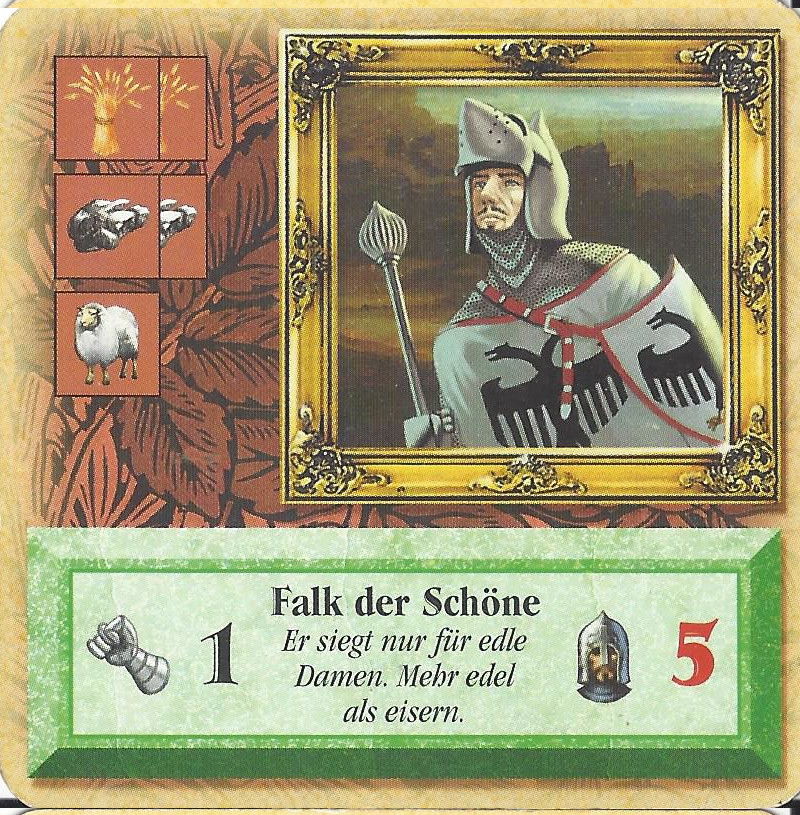 Falk der Schöne
1
Er siegt nur für edle
Damen. Mehr edel
als eisern.
5